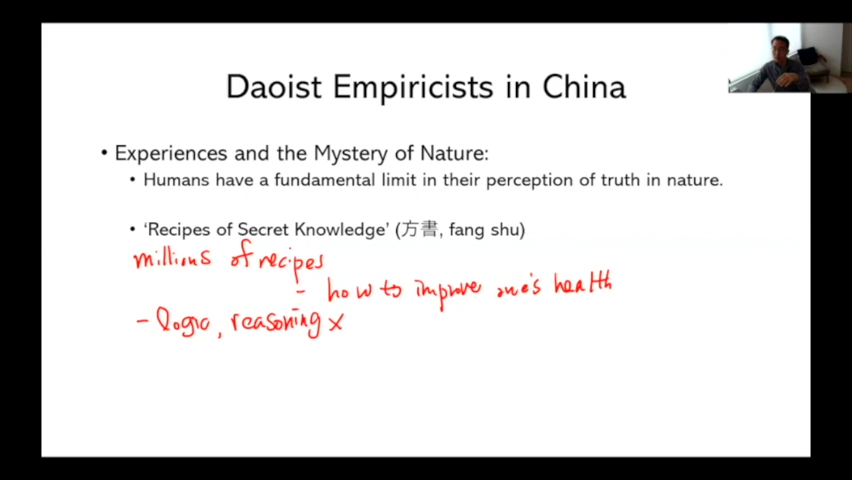 Daoist Empiricists in China
• Experiences and the Mystery of Nature:
• Humans have a fundamental limit in their perception of truth in nature.
• ‘Recipes of Secret Knowledge’ (方書, fang shu)
millions of recipes
- how to improve one's health
- logic, reasoning x